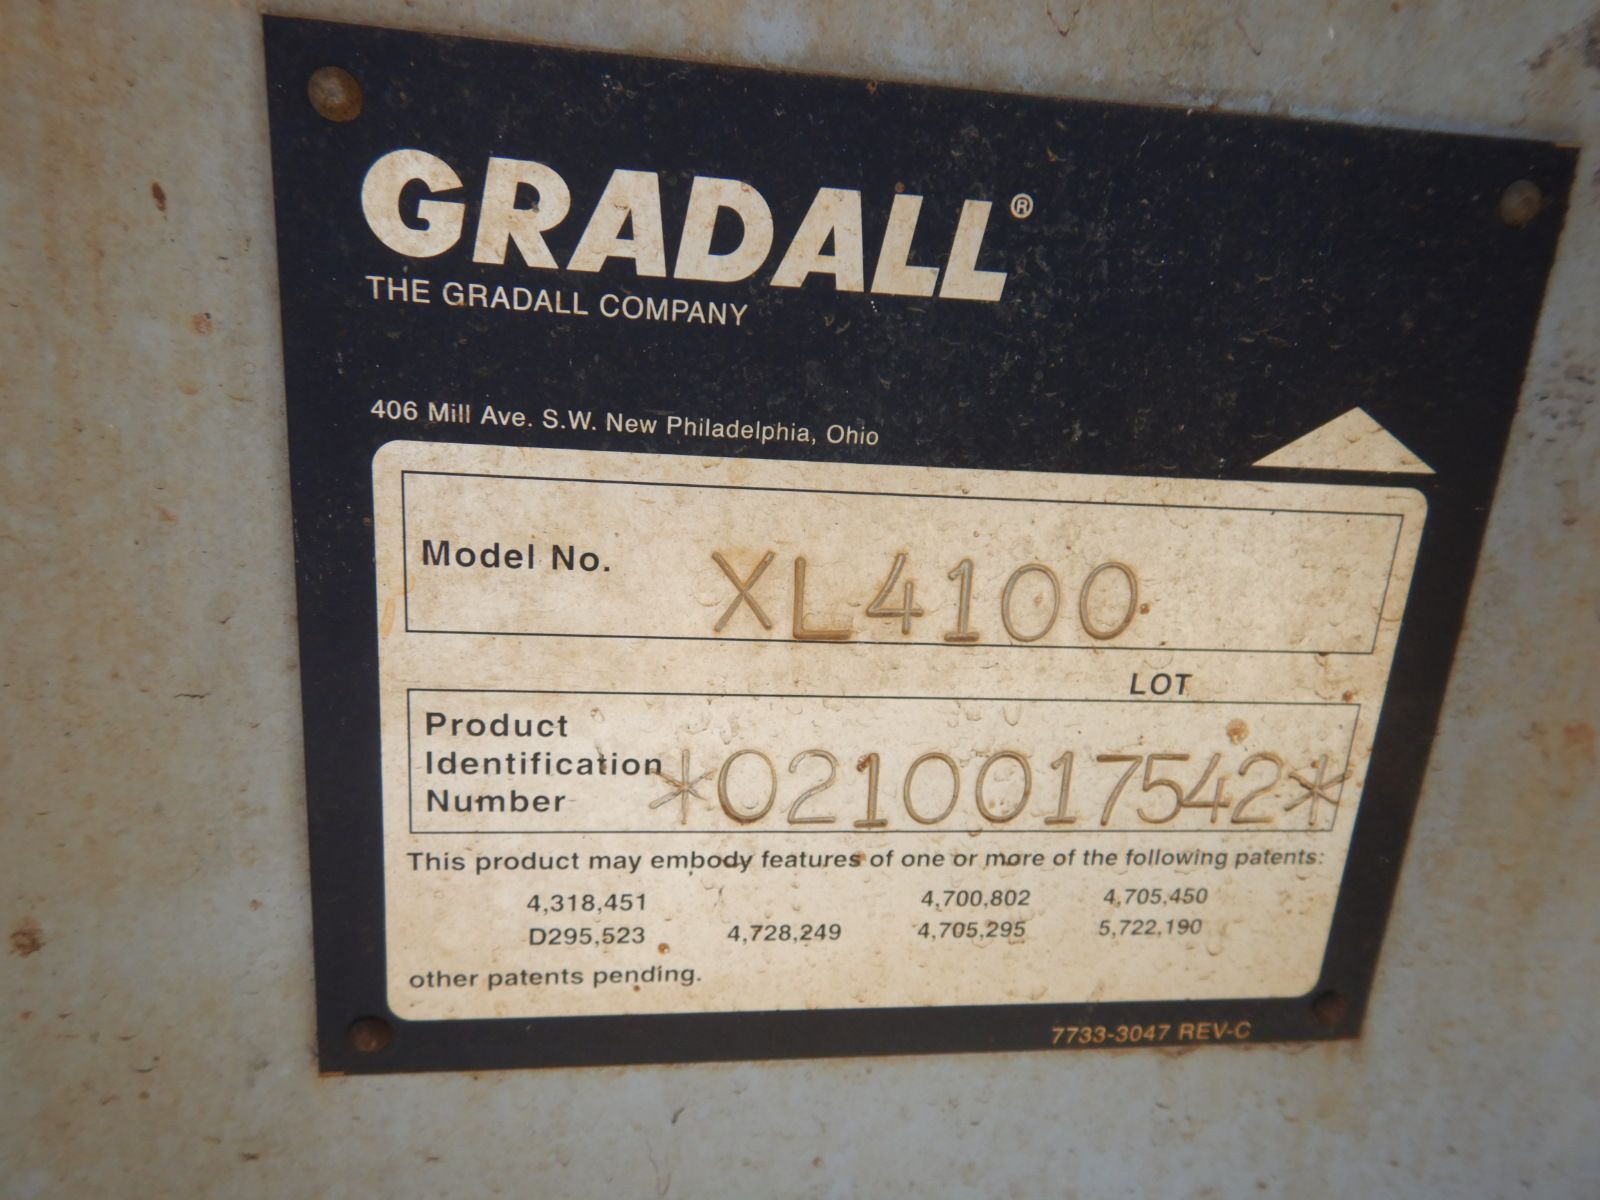 GRADALL®
THE GRADALL COMPANY
406 Mill Ave. S.W. New Philadelphia, Ohio
Model No. XL4100
LOT
Product
Identification
Number *0210017542*
This product may embody features of one or more of the following patents:
4,318,451 4,700,802 4,705,450
D295,523 4,728,249 4,705,295 5,722,190
other patents pending.
7733-3047 REV-C